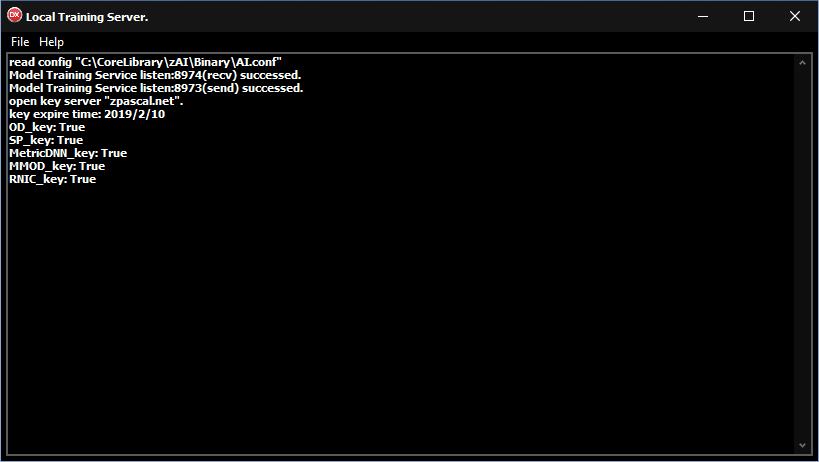 DX Local Training Server.
File Help
read config "C:\CoreLibrary\zAI\Binary\AI.conf"
Model Training Service listen:8974(recv) successed.
Model Training Service listen:8973(send) successed.
open key server "zpascal.net".
key expire time: 2019/2/10
OD_key: True
SP_key: True
MetricDNN_key: True
MMOD_key: True
RNIC_key: True